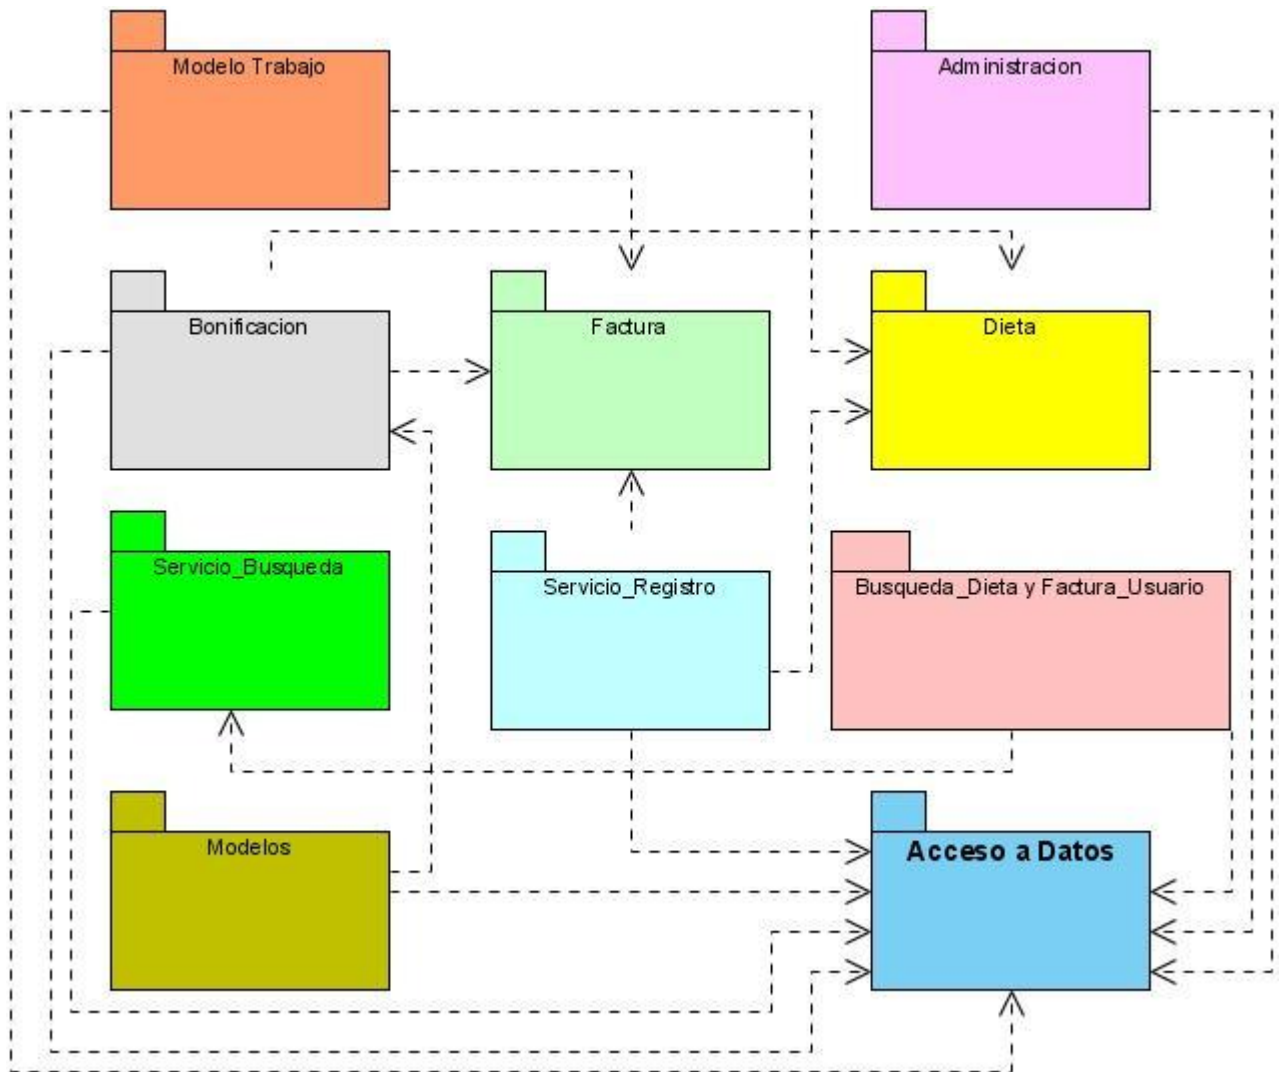 Modelo Trabajo
Administracion
Bonificacion
Factura
Dieta
Servicio_Busqueda
Servicio_Registro
Busqueda_Dieta y Factura_Usuario
Modelos
Acceso a Datos